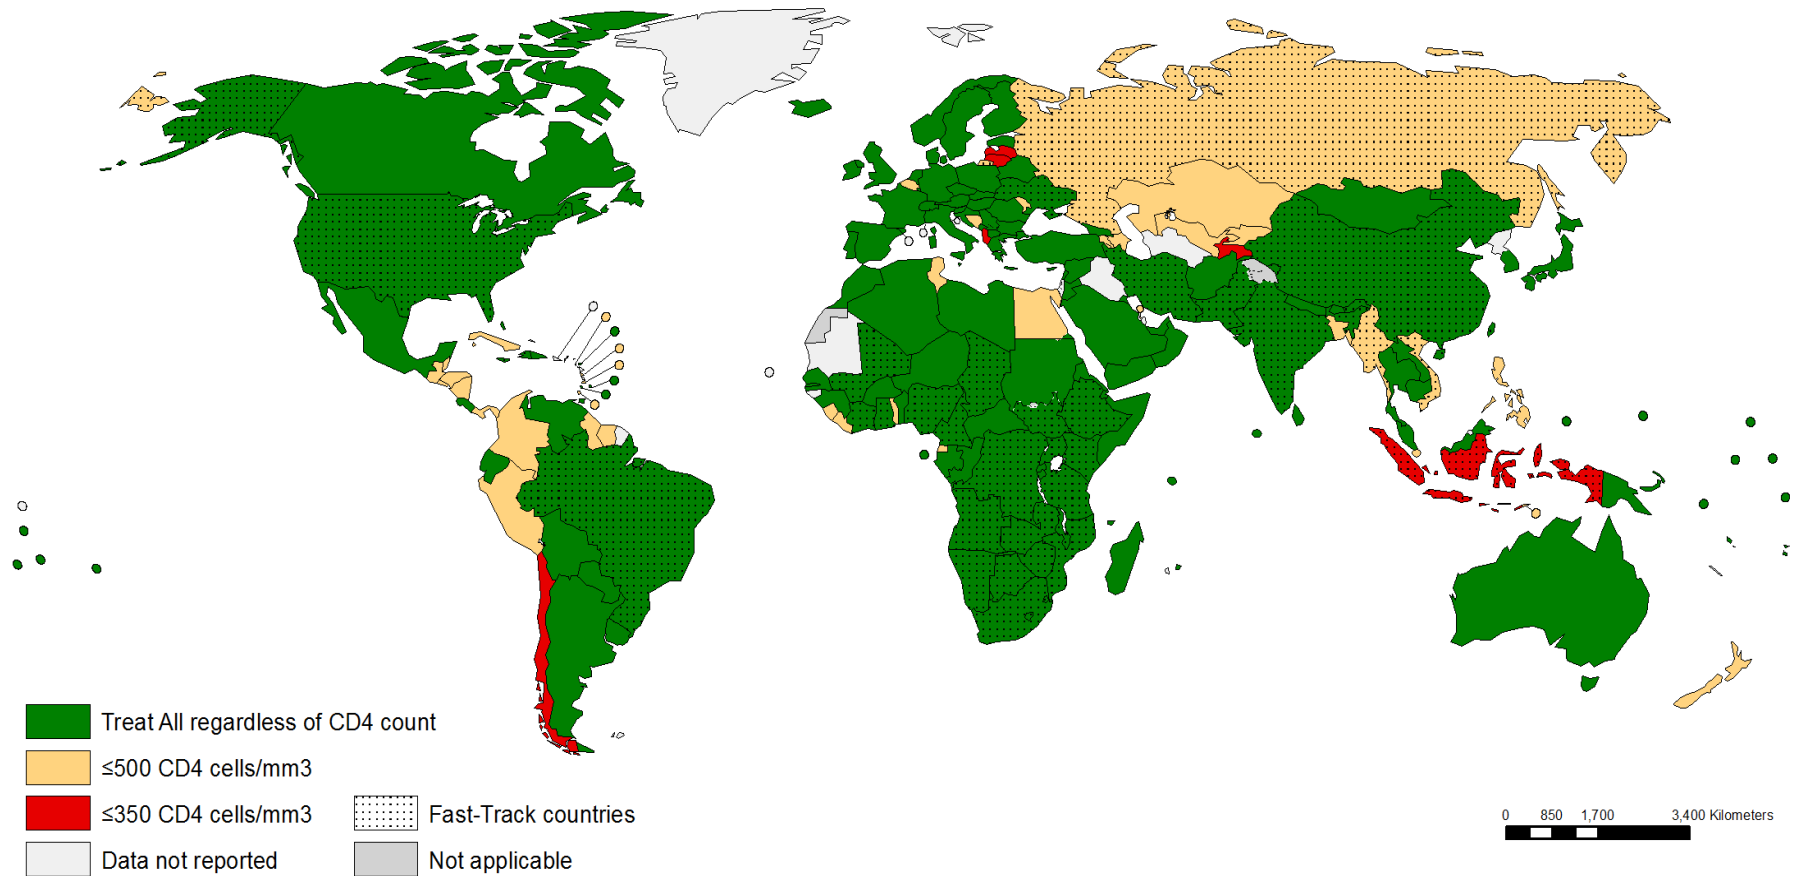 Treat All regardless of CD4 count
≤500 CD4 cells/mm3
≤350 CD4 cells/mm3
Fast-Track countries
Data not reported
Not applicable
0 850 1,700 3,400 Kilometers